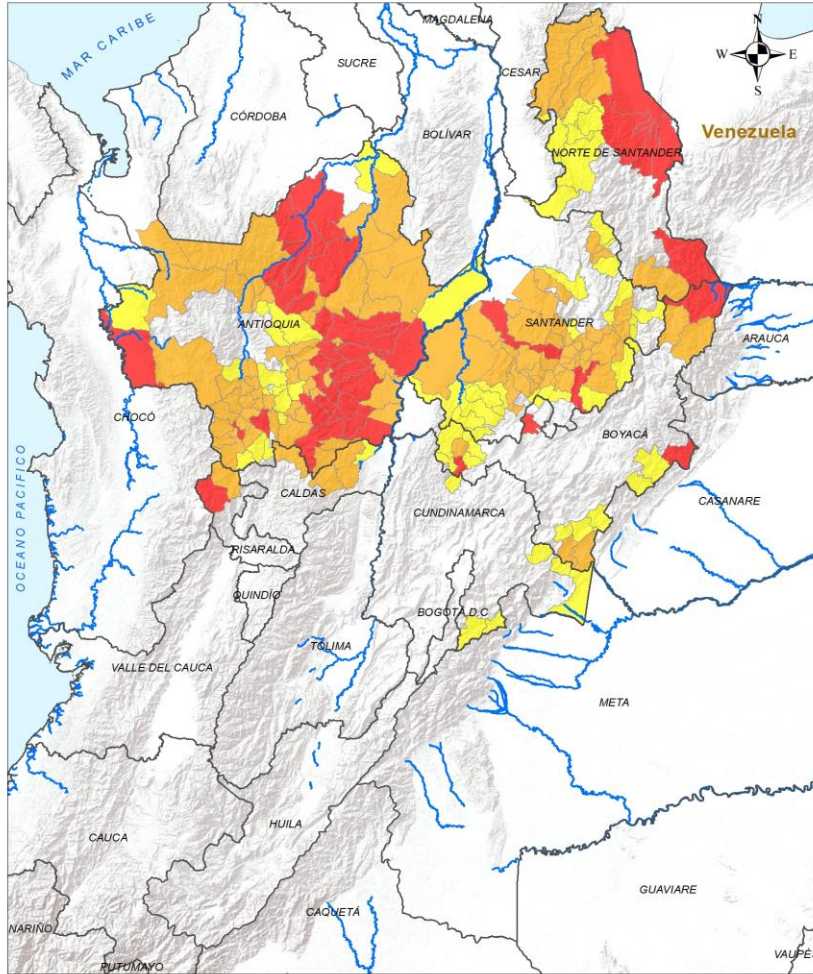 MAGDALENA
N
MAR CARIBE
SUCRE
CESAR
W
E
S
CÓRDOBA
BOLÍVAR
Venezuela
NORTE DE SANTANDER
ANTIOQUIA
SANTANDER
ARAUCA
CHOCÓ
BOYACÁ
OCEANO PACIFICO
CALDAS
CUNDINAMARCA
CASANARE
RISARALDA
QUINDÍO
BOGOTÁ D.C
TOLIMA
VALLE DEL CAUCA
META
HUILA
CAUCA
GUAVIARE
CAQUETÁ
NARIÑO
PUTUMAYO
VAUPÉS